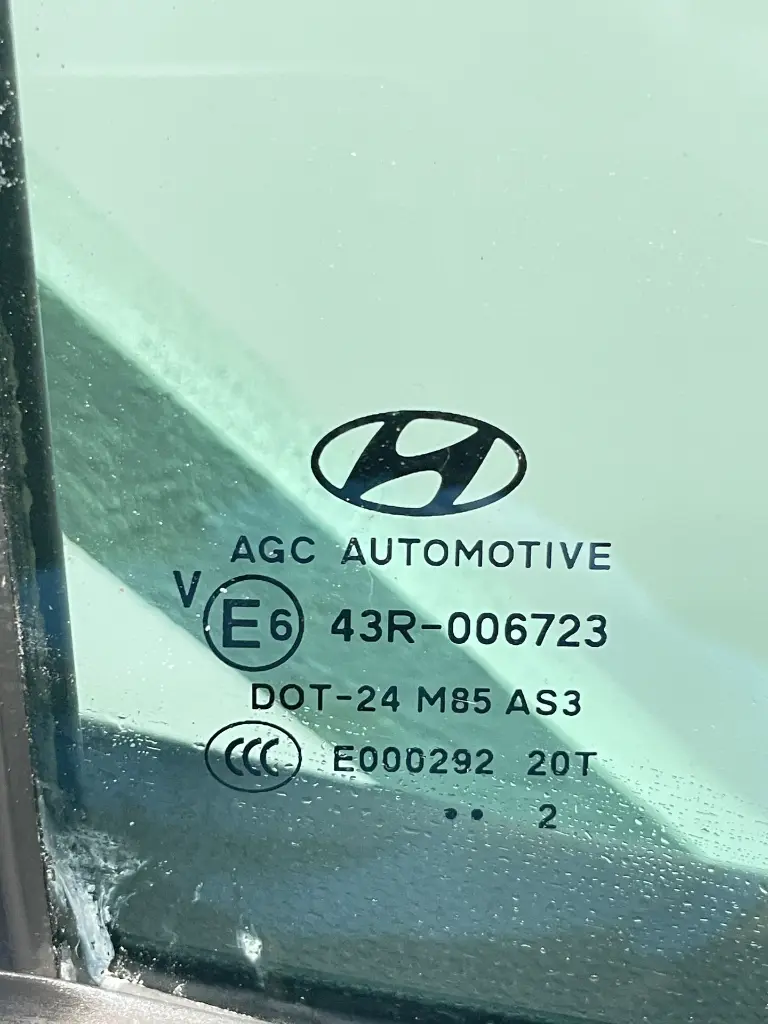 AGC AUTOMOTIVE
V E6 43R-006723
DOT-24 M85 AS3
CCC E000292 20T
•• 2